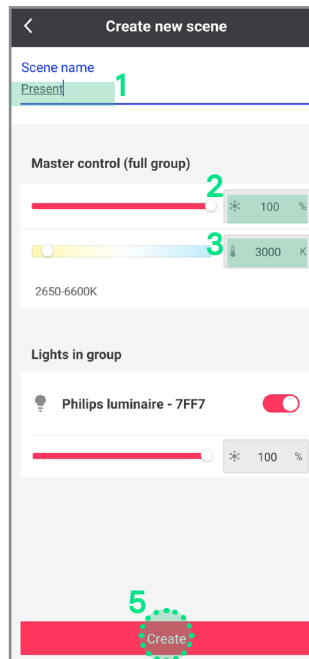 Create new scene
Scene name
Present
1
Master control (full group)
2
100 %
3
3000 K
2650-6600K
Lights in group
Philips luminaire - 7FF7
100 %
5
Create